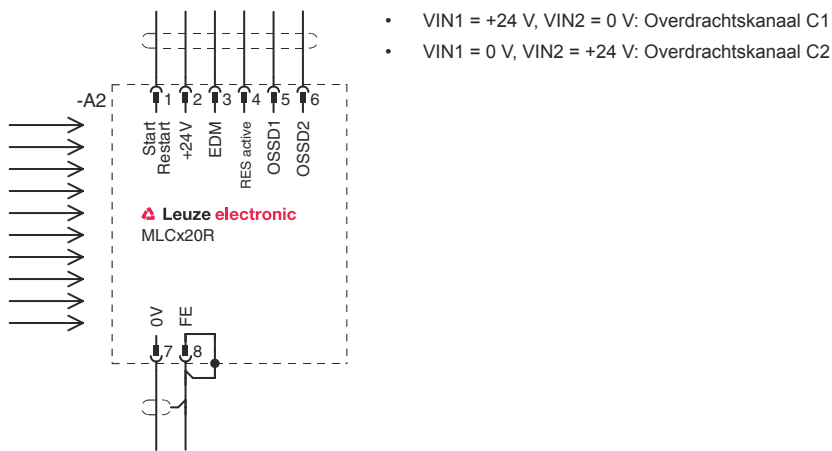 • VIN1 = +24 V, VIN2 = 0 V: Overdrachtskanaal C1
• VIN1 = 0 V, VIN2 = +24 V: Overdrachtskanaal C2
-A2
1 2 3 4 5 6
Start
Restart
+24V
EDM
RES active
OSSD1
OSSD2
Leuze electronic
MLCx20R
0V
FE
7 8